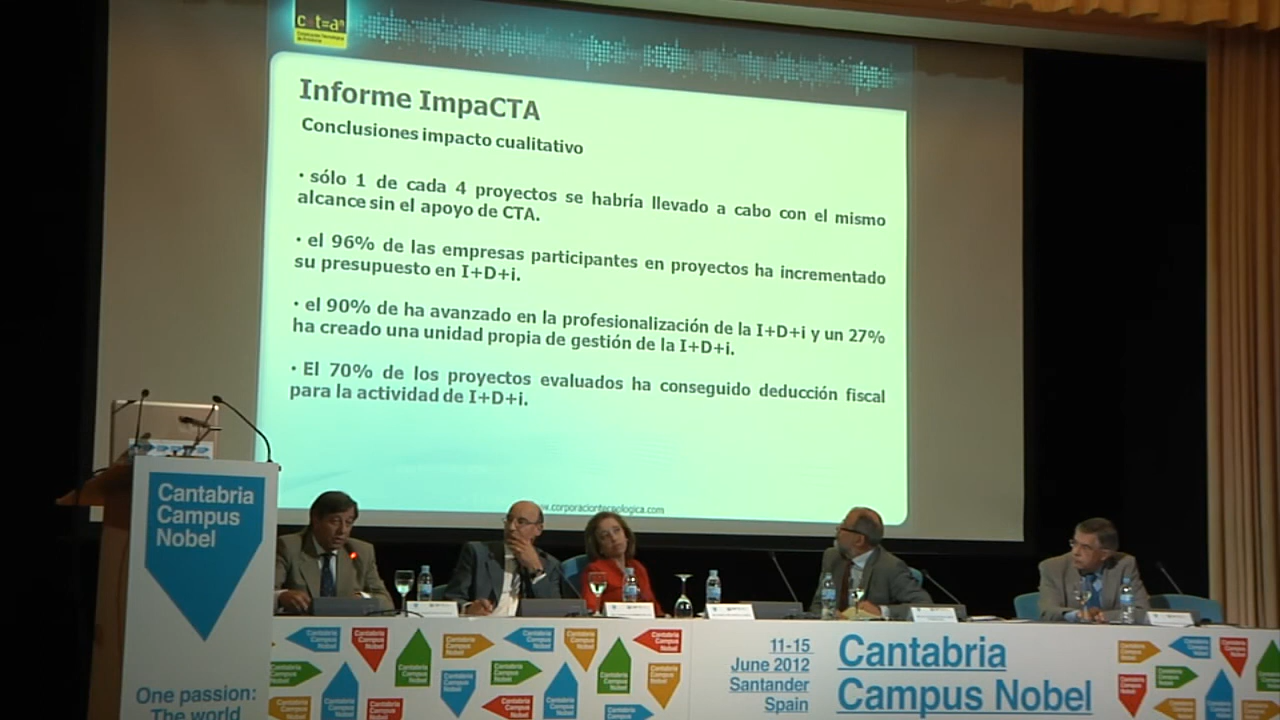 Informe ImpaCTA
Conclusiones impacto cualitativo
• sólo 1 de cada 4 proyectos se habría llevado a cabo con el mismo
alcance sin el apoyo de CTA.
• el 96% de las empresas participantes en proyectos ha incrementado
su presupuesto en I+D+i.
• el 90% de ha avanzado en la profesionalización de la I+D+i y un 27%
ha creado una unidad propia de gestión de la I+D+i.
• El 70% de los proyectos evaluados ha conseguido deducción fiscal
para la actividad de I+D+i.
w.corporaciontecnologica.com
Cantabria
Campus
Nobel
One passion:
The world
11-15
June 2012
Santander
Spain
Cantabria
Campus Nobel